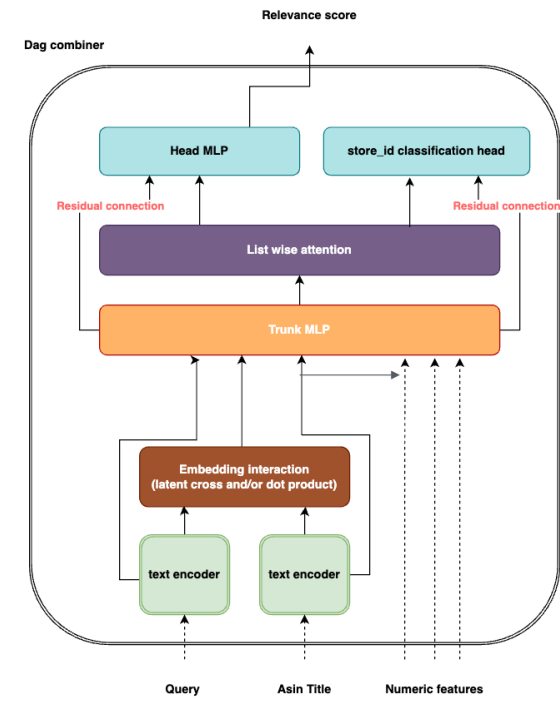 Relevance score
Dag combiner
Head MLP
store_id classification head
Residual connection
Residual connection
List wise attention
Trunk MLP
Embedding interaction
(latent cross and/or dot product)
text encoder
text encoder
Query
Asin Title
Numeric features